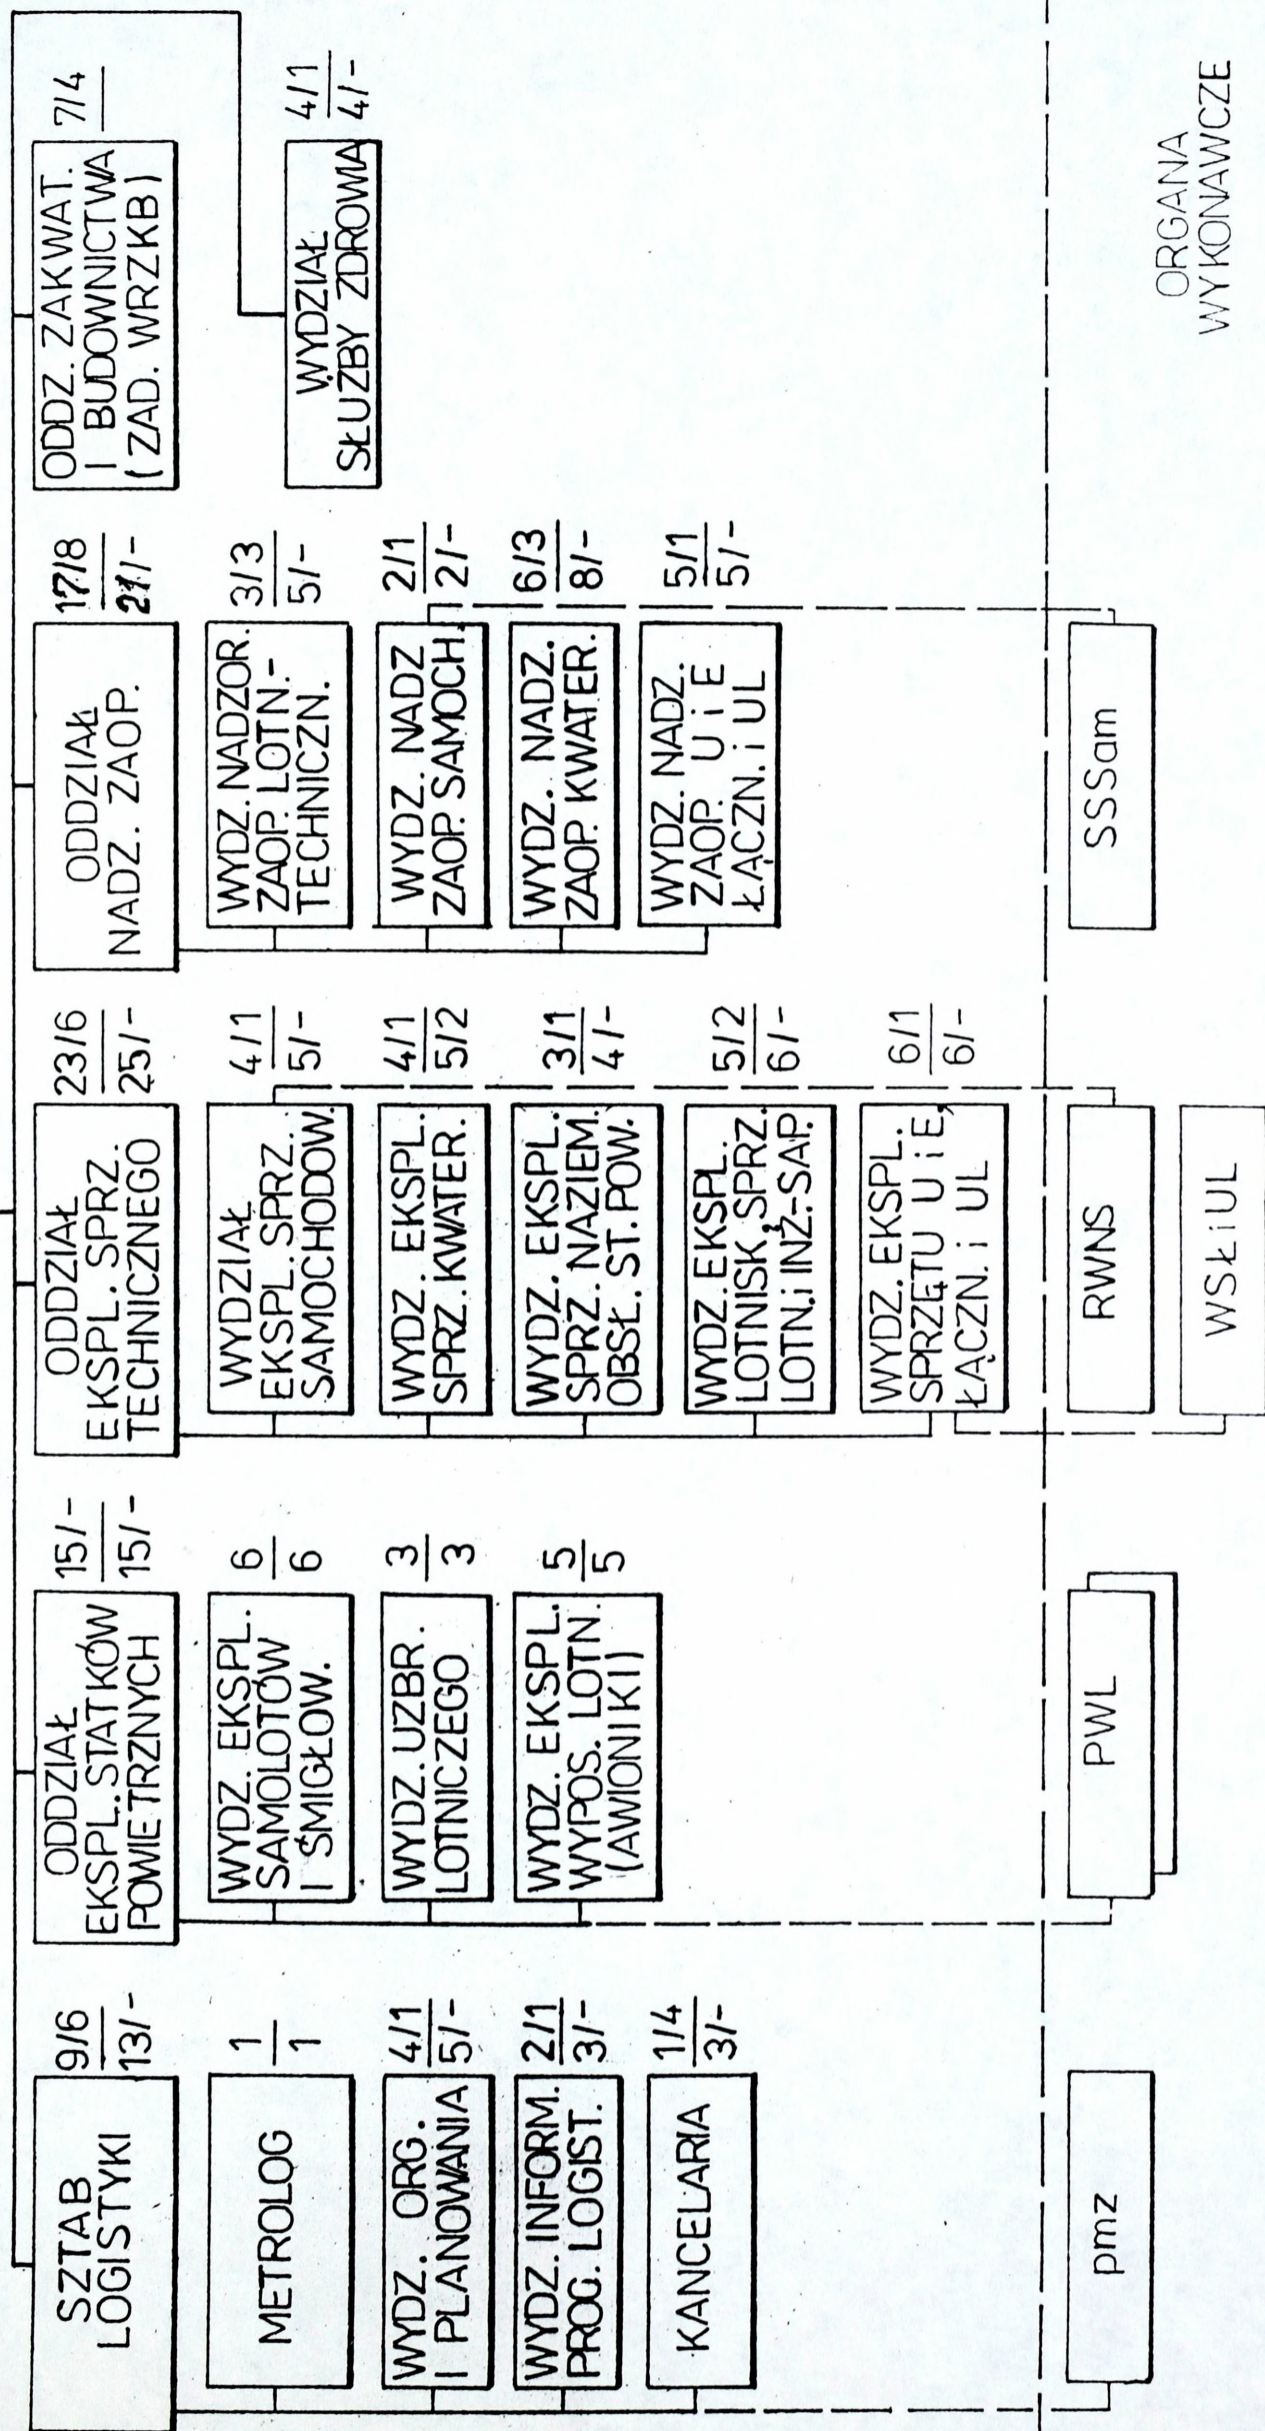 SZTAB
LOGISTYKI
9/6
13/-
METROLOG
1
1
WYDZ. ORG.
I PLANOWANIA
4/1
5/-
WYDZ. INFORM.
PROG. LOGIST.
2/1
3/-
KANCELARIA
1/4
3/-
pmz
ODDZIAŁ
EKSPL. STATKÓW
POWIETRZNYCH
15/-
15/-
WYDZ. EKSPL.
SAMOLOTÓW
I ŚMIGŁOW.
6
6
WYDZ. UZBR.
LOTNICZEGO
3
3
WYDZ. EKSPL.
WYPOS. LOTN.
(AWIONIKI)
5
5
PWL
ODDZIAŁ
EKSPL. SPRZ.
TECHNICZNEGO
23/6
25/-
WYDZIAŁ
EKSPL. SPRZ.
SAMOCHODOW.
4/1
5/-
WYDZ. EKSPL.
SPRZ. KWATER.
4/1
5/2
WYDZ. EKSPL.
SPRZ. NAZIEM.
OBSŁ. ST. POW.
3/1
4/-
WYDZ. EKSPL.
LOTNISK, SPRZ.
LOTN. i INŻ.-SAP.
5/2
6/-
WYDZ. EKSPL.
SPRZĘTU U i E,
ŁĄCZN. i UL
6/1
6/-
RWNS
WSŁiUL
ODDZIAŁ
NADZ. ZAOP.
17/8
21/-
WYDZ. NADZOR.
ZAOP. LOTN.-
TECHNICZN.
3/3
5/-
WYDZ. NADZ
ZAOP. SAMOCH.
2/1
2/-
WYDZ. NADZ.
ZAOP. KWATER.
6/3
8/-
WYDZ. NADZ.
ZAOP. U i E
ŁĄCZN. i UL
5/1
5/-
SSSam
ODDZ. ZAKWAT.
I BUDOWNICTWA
(ZAD. WRZKB)
7/4
WYDZIAŁ
SŁUŻBY ZDROWIA
4/1
4/-
ORGANA
WYKONAWCZE